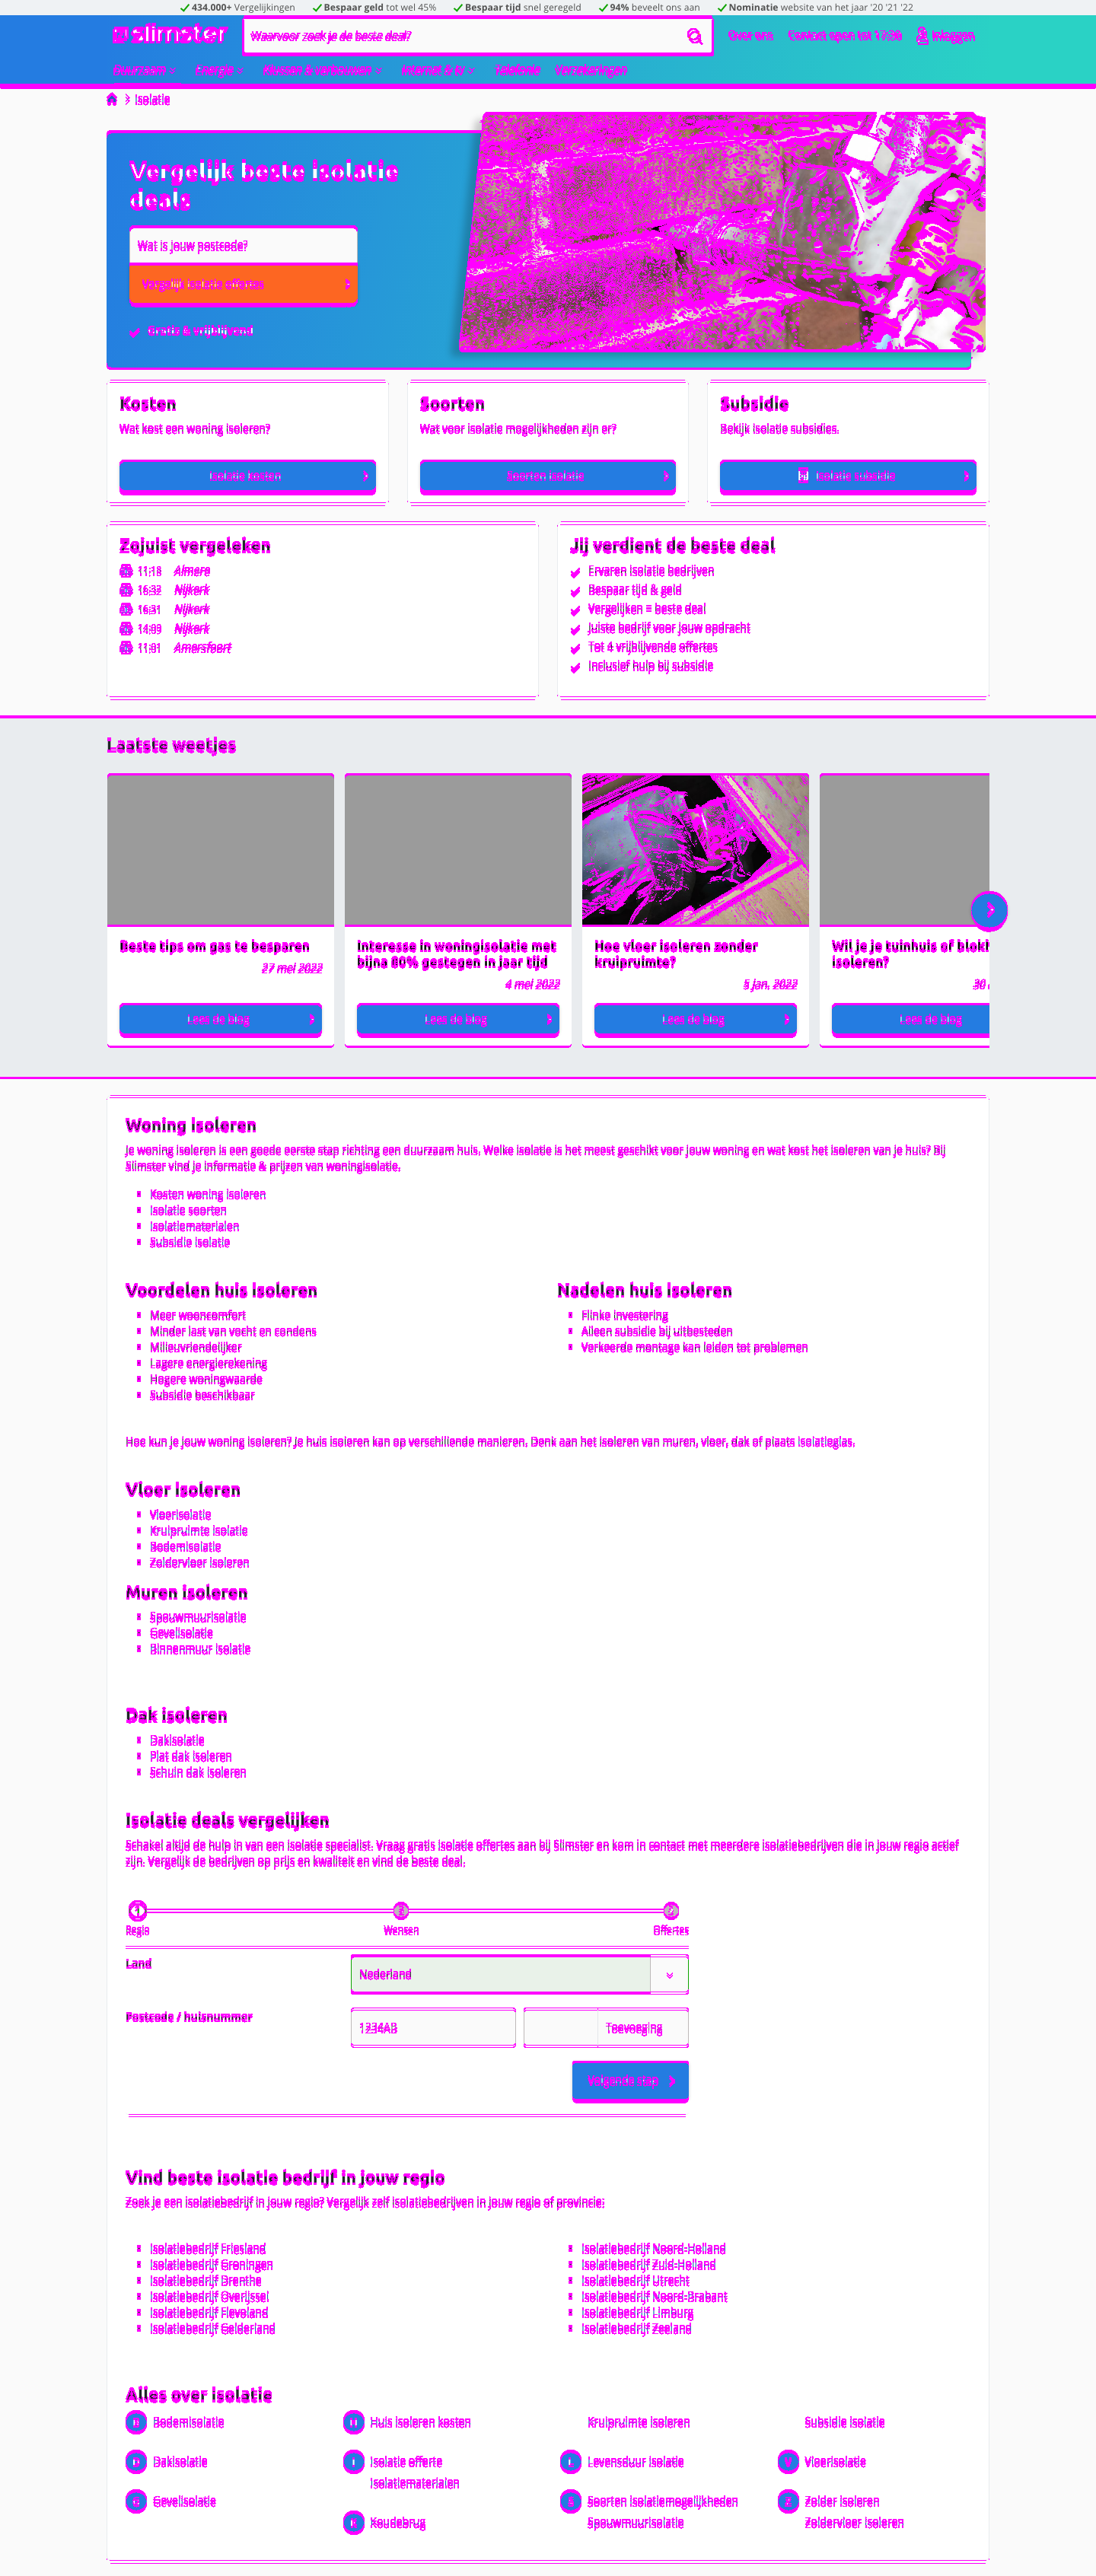 434.000+ Vergelijkingen
Bespaar geld tot wel 45%
Bespaar tijd snel geregeld
94% beveelt ons aan
Nominatie website van het jaar '20 '21 '22
slimster
Waarvoor zoek je de beste deal?
Over ons
Contact open tot 17:30
Inloggen
Energie
Internet & tv
Telefonie
Verzekeringen
Isolatie
Vergelijk beste isolatie
deals
Wat is jouw postcode?
Vergelijk isolatie offertes
Gratis & vrijblijvend
Kosten
Wat kost een woning isoleren?
Isolatie kosten
Soorten
Wat voor isolatie mogelijkheden zijn er?
Soorten isolatie
Subsidie
Bekijk isolatie subsidies.
Isolatie subsidie
Zojuist vergeleken
11:18 Almere
16:32 Nijkerk
16:31 Nijkerk
14:03 Nijkerk
11:01 Amersfoort
Jij verdient de beste deal
Ervaren isolatie bedrijven
Bespaar tijd & geld
Vergelijken = beste deal
Juiste bedrijf voor jouw opdracht
Tot 4 vrijblijvende offertes
Inclusief hulp bij subsidie
Laatste weetjes
Beste tips om gas te besparen
27 mei 2022
Lees de blog
Interesse in woningisolatie met
bijna 80% gestegen in jaar tijd
4 mei 2022
Lees de blog
Hoe vloer isoleren zonder
kruipruimte?
5 jan. 2022
Lees de blog
Wil je je tuinhuis of blokh
isoleren?
30
Lees de blog
Woning isoleren
Je woning isoleren is een goede eerste stap richting een duurzaam huis. Welke isolatie is het meest geschikt voor jouw woning en wat kost het isoleren van je huis? Bij
Slimster vind je informatie & prijzen van woningisolatie.
Kosten woning isoleren
Isolatie soorten
Isolatiematerialen
Subsidie isolatie
Voordelen huis isoleren
Meer wooncomfort
Minder last van vocht en condens
Milieuvriendelijker
Lagere energierekening
Hogere woningwaarde
Subsidie beschikbaar
Nadelen huis isoleren
Flinke investering
Alleen subsidie bij uitbesteden
Verkeerde montage kan leiden tot problemen
Hoe kun je jouw woning isoleren? Je huis isoleren kan op verschillende manieren. Denk aan het isoleren van muren, vloer, dak of plaats isolatieglas.
Vloer isoleren
Vloerisolatie
Kruipruimte isolatie
Bodemisolatie
Zoldervloer isoleren
Muren isoleren
Spouwmuurisolatie
Gevelisolatie
Binnenmuur isolatie
Dak isoleren
Dakisolatie
Plat dak isoleren
Schuin dak isoleren
Isolatie deals vergelijken
Schakel altijd de hulp in van een isolatie specialist. Vraag gratis isolatie offertes aan bij Slimster en kom in contact met meerdere isolatiebedrijven die in jouw regio actief
zijn. Vergelijk de bedrijven op prijs en kwaliteit en vind de beste deal.
1
2
Regio
Wensen
Offertes
Land
Nederland
Postcode / huisnummer
1234AB
Toevoeging
Volgende stap
Vind beste isolatie bedrijf in jouw regio
Zoek je een isolatiebedrijf in jouw regio? Vergelijk zelf isolatiebedrijven in jouw regio of provincie:
Isolatiebedrijf Friesland
Isolatiebedrijf Groningen
Isolatiebedrijf Drenthe
Isolatiebedrijf Overijssel
Isolatiebedrijf Flevoland
Isolatiebedrijf Gelderland
Isolatiebedrijf Noord-Holland
Isolatiebedrijf Zuid-Holland
Isolatiebedrijf Utrecht
Isolatiebedrijf Noord-Brabant
Isolatiebedrijf Limburg
Isolatiebedrijf Zeeland
Alles over isolatie
B Bodemisolatie
D Dakisolatie
G Gevelisolatie
H Huis isoleren kosten
I Isolatie offerte
Isolatiematerialen
K Koudebrug
Kruipruimte isoleren
L Levensduur isolatie
S Soorten isolatiemogelijkheden
Spouwmuurisolatie
Subsidie isolatie
V Vloerisolatie
Z Zolder isoleren
Zoldervloer isoleren